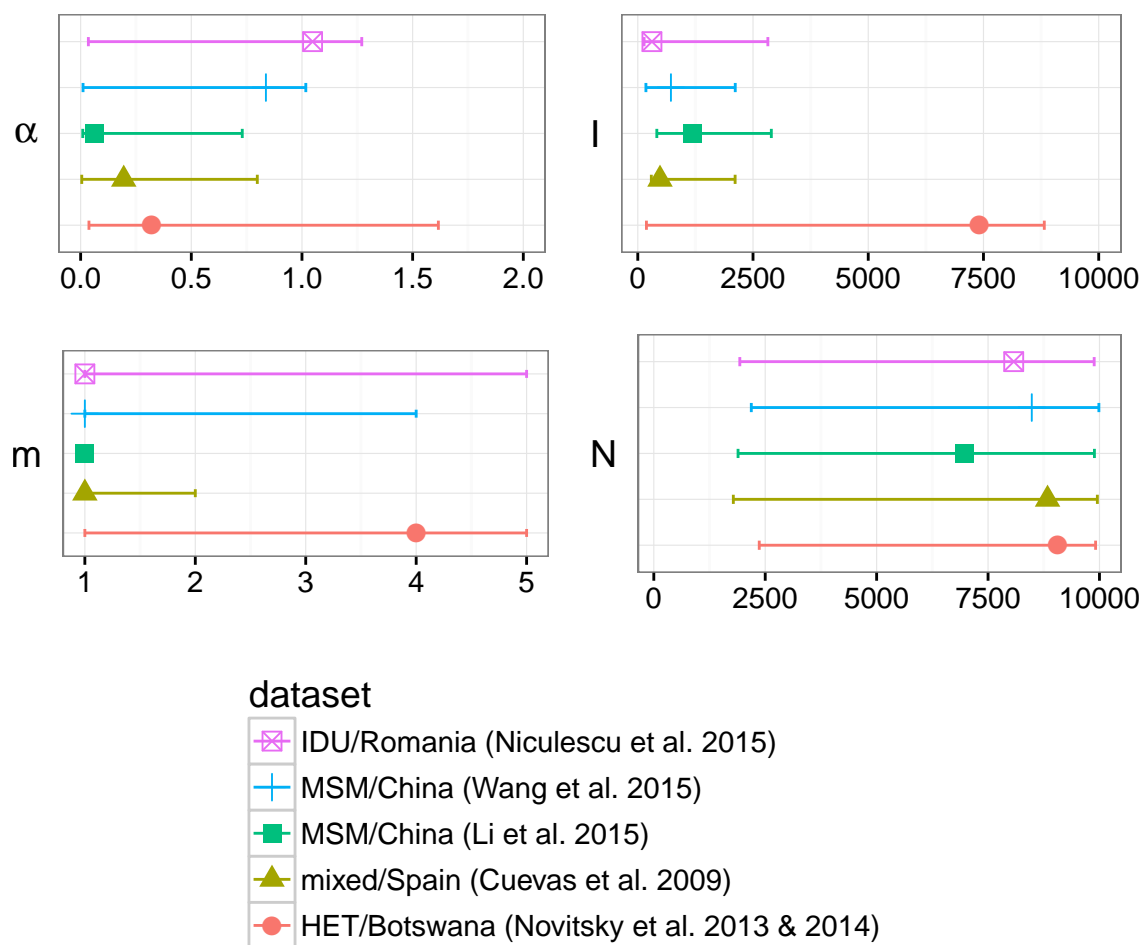 α
0.0 0.5 1.0 1.5 2.0
I
0 2500 5000 7500 10000
m
1 2 3 4 5
N
0 2500 5000 7500 10000
dataset
IDU/Romania (Niculescu et al. 2015)
MSM/China (Wang et al. 2015)
MSM/China (Li et al. 2015)
mixed/Spain (Cuevas et al. 2009)
HET/Botswana (Novitsky et al. 2013 & 2014)